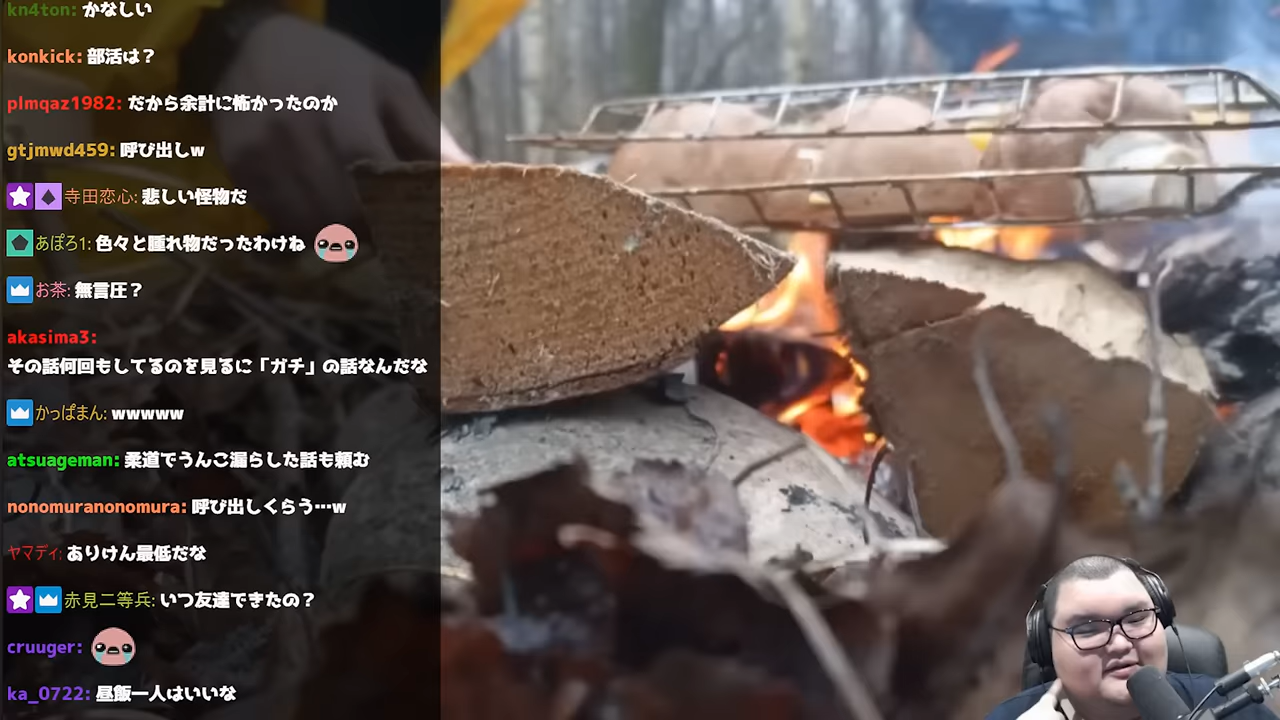 kn4ton: かなしい
konkick: 部活は？
plmqaz1982: だから余計に怖かったのか
gtjmwd459: 呼び出しw
寺田恋心: 悲しい怪物だ
あぽろ1: 色々と腫れ物だったわけね
お茶: 無言圧？
akasima3:
その話何回もしてるのを見るに「ガチ」の話なんだな
かっぱまん: wwwww
atsuageman: 柔道でうんこ漏らした話も頼む
nonomuranonomura: 呼び出しくらう…w
ヤマディ: ありけん最低だな
赤見二等兵: いつ友達できたの？
cruuger:
ka_0722: 昼飯一人はいいな